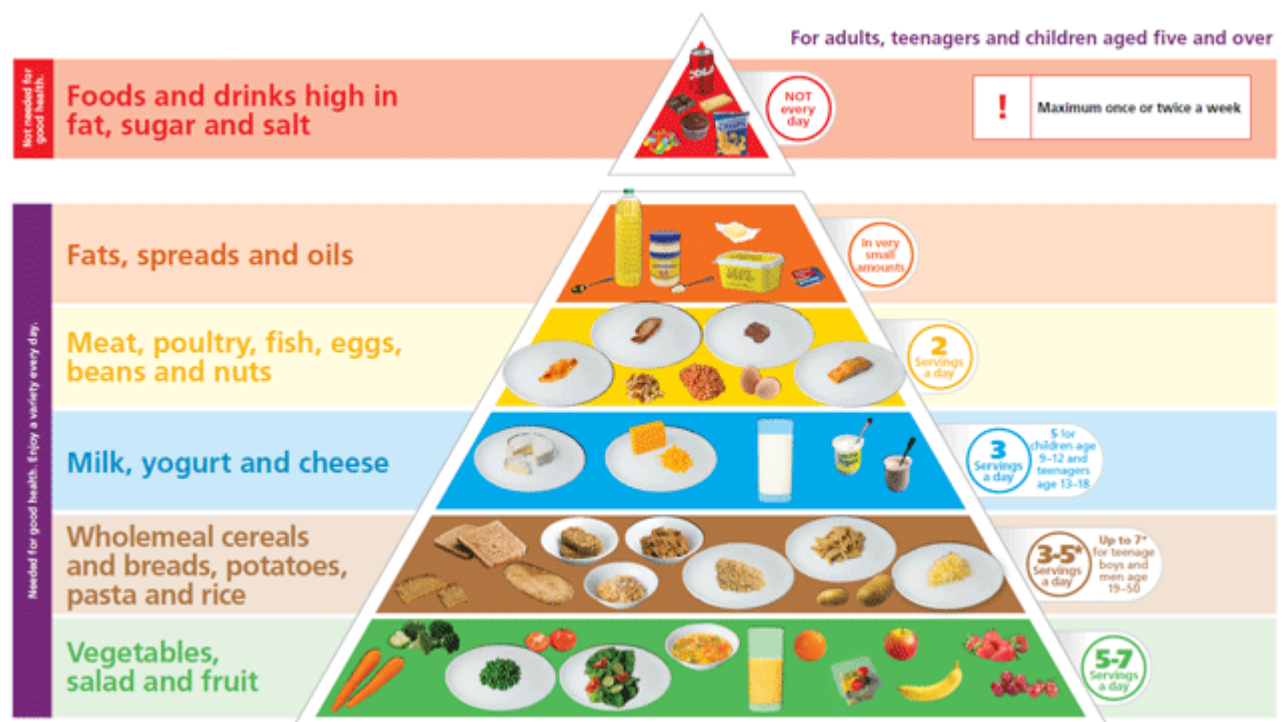 For adults, teenagers and children aged five and over
Not needed for
good health.
Foods and drinks high in
fat, sugar and salt
COLA
NOT
every
day
!
Maximum once or twice a week
Needed for good health. Enjoy a variety every day.
Fats, spreads and oils
In very
small
amounts
Meat, poultry, fish, eggs,
beans and nuts
2
Servings
a day
Milk, yogurt and cheese
3
Servings
a day
5 for
children age
9–12 and
teenagers
age 13–18
Wholemeal cereals
and breads, potatoes,
pasta and rice
3-5*
Servings
a day
Up to 7*
for teenage
boys and
men age
19–50
Vegetables,
salad and fruit
5-7
Servings
a day